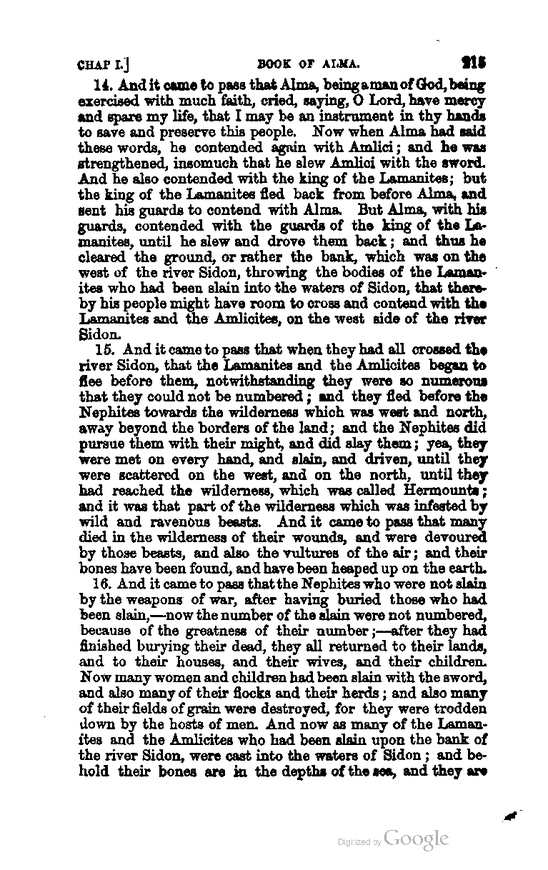 CHAP I.] BOOK OF ALMA. 215
14. And it came to pass that Alma, being a man of God, being
exercised with much faith, cried, saying, O Lord, have mercy
and spare my life, that I may be an instrument in thy hands
to save and preserve this people. Now when Alma had said
these words, he contended again with Amlici; and he was
strengthened, insomuch that he slew Amlici with the sword.
And he also contended with the king of the Lamanites; but
the king of the Lamanites fled back from before Alma, and
sent his guards to contend with Alma. But Alma, with his
guards, contended with the guards of the king of the La-
manites, until he slew and drove them back; and thus he
cleared the ground, or rather the bank, which was on the
west of the river Sidon, throwing the bodies of the Laman-
ites who had been slain into the waters of Sidon, that there-
by his people might have room to cross and contend with the
Lamanites and the Amlicites, on the west side of the river
Sidon.
15. And it came to pass that when they had all crossed the
river Sidon, that the Lamanites and the Amlicites began to
flee before them, notwithstanding they were so numerous
that they could not be numbered; and they fled before the
Nephites towards the wilderness which was west and north,
away beyond the borders of the land; and the Nephites did
pursue them with their might, and did slay them; yea, they
were met on every hand, and slain, and driven, until they
were scattered on the west, and on the north, until they
had reached the wilderness, which was called Hermounts;
and it was that part of the wilderness which was infested by
wild and ravenous beasts. And it came to pass that many
died in the wilderness of their wounds, and were devoured
by those beasts, and also the vultures of the air; and their
bones have been found, and have been heaped up on the earth.
16. And it came to pass that the Nephites who were not slain
by the weapons of war, after having buried those who had
been slain,—now the number of the slain were not numbered,
because of the greatness of their number;—after they had
finished burying their dead, they all returned to their lands,
and to their houses, and their wives, and their children.
Now many women and children had been slain with the sword,
and also many of their flocks and their herds; and also many
of their fields of grain were destroyed, for they were trodden
down by the hosts of men. And now as many of the Laman-
ites and the Amlicites who had been slain upon the bank of
the river Sidon, were cast into the waters of Sidon; and be-
hold their bones are in the depths of the sea, and they are
Digitized by Google